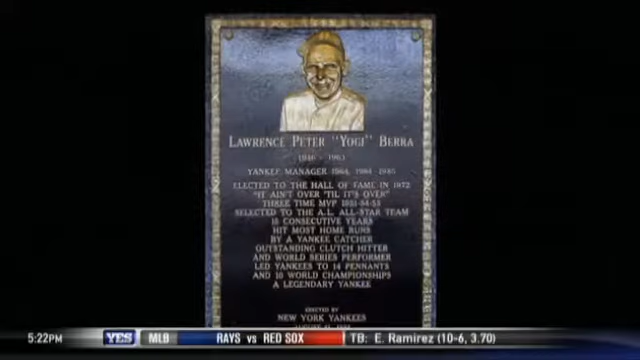 LAWRENCE PETER "YOGI" BERRA
1946 - 1963
YANKEE MANAGER 1964, 1984-1985
ELECTED TO THE HALL OF FAME IN 1972
"IT AIN'T OVER 'TIL IT'S OVER"
THREE TIME MVP 1951-54-55
SELECTED TO THE A.L. ALL-STAR TEAM
15 CONSECUTIVE YEARS
HIT MOST HOME RUNS
BY A YANKEE CATCHER
OUTSTANDING CLUTCH HITTER
AND WORLD SERIES PERFORMER
LED YANKEES TO 14 PENNANTS
AND 10 WORLD CHAMPIONSHIPS
A LEGENDARY YANKEE
ERECTED BY
NEW YORK YANKEES
AUGUST
5:22PM YES MLB RAYS vs RED SOX TB: E. Ramirez (10-6, 3.70)